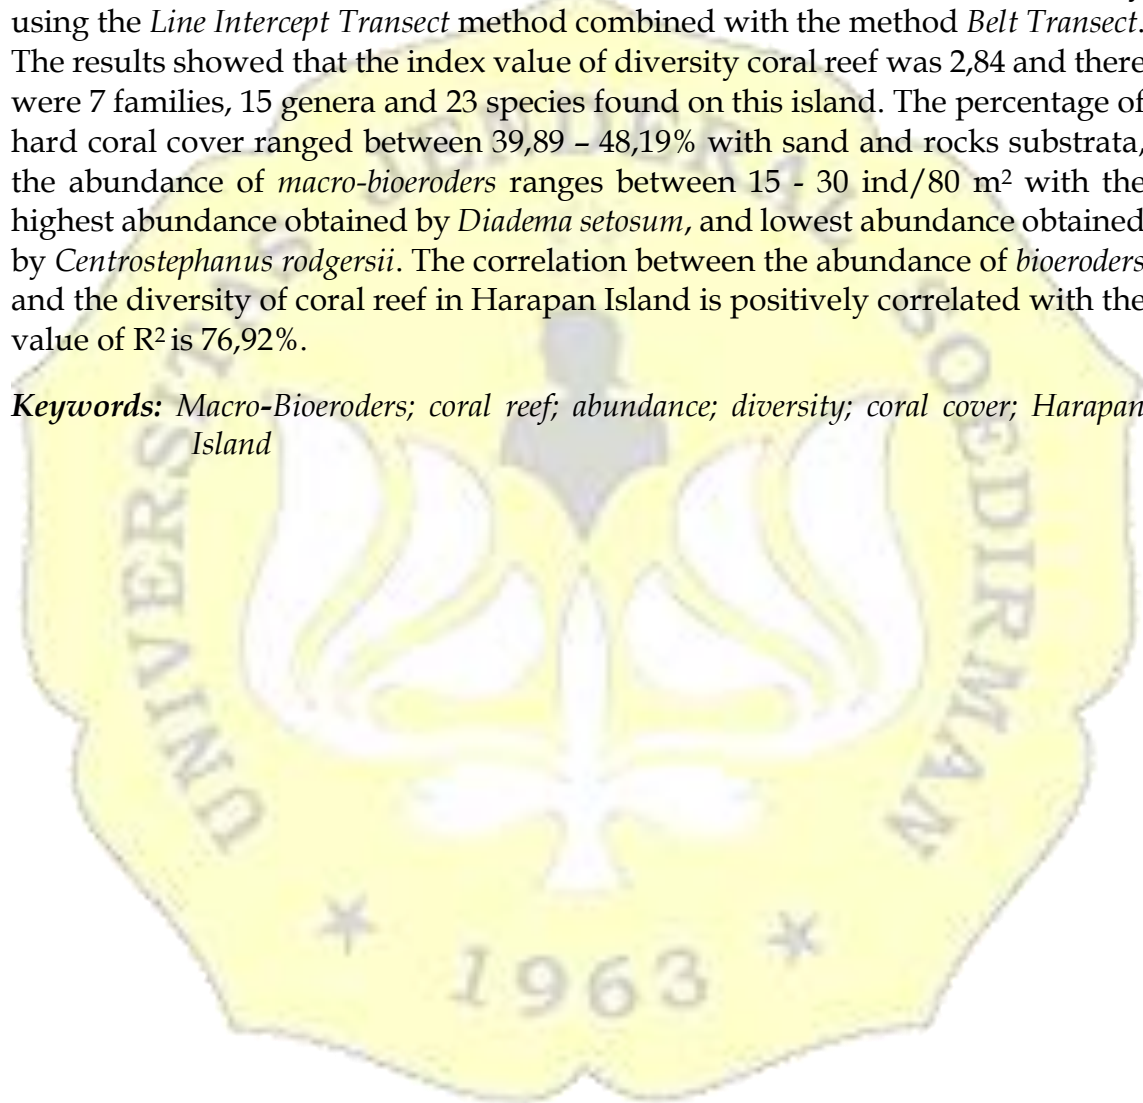 using the Line Intercept Transect method combined with the method Belt Transect.
The results showed that the index value of diversity coral reef was 2,84 and there
were 7 families, 15 genera and 23 species found on this island. The percentage of
hard coral cover ranged between 39,89 – 48,19% with sand and rocks substrata,
the abundance of macro-bioeroders ranges between 15 - 30 ind/80 m² with the
highest abundance obtained by Diadema setosum, and lowest abundance obtained
by Centrostephanus rodgersii. The correlation between the abundance of bioeroders
and the diversity of coral reef in Harapan Island is positively correlated with the
value of R² is 76,92%.
Keywords: Macro-Bioeroders; coral reef; abundance; diversity; coral cover; Harapan
Island
UNIVERSITAS JENDERAL SOEDIRMAN
1963